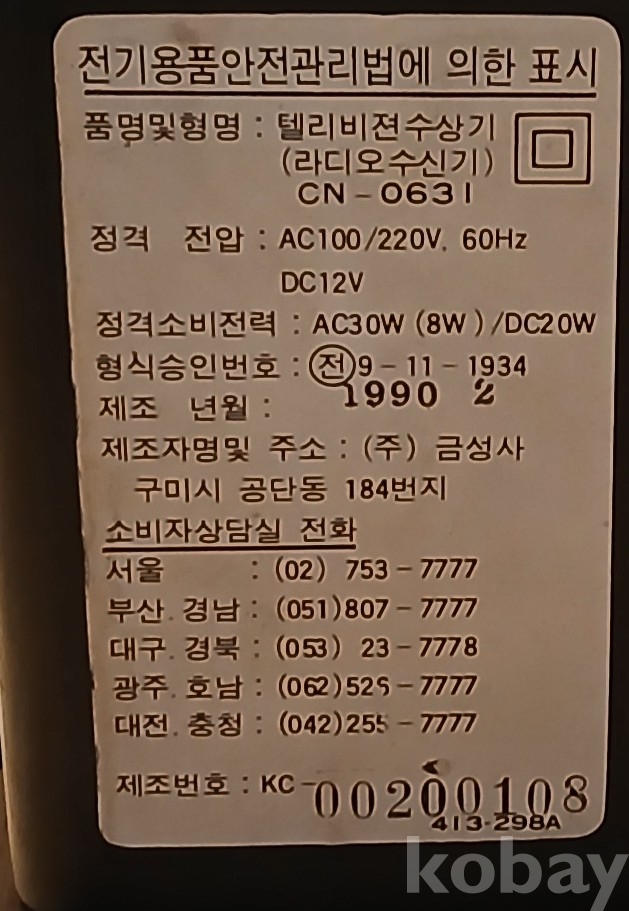 전기용품안전관리법에 의한 표시
품명및형명 : 텔리비젼수상기
(라디오수신기)
CN-0631
정격 전압 : AC100/220V. 60Hz
DC12V
정격소비전력 : AC30W (8W)/DC20W
형식승인번호 : 전 9-11-1934
제조 년월 : 1990 2
제조자명및 주소 : (주) 금성사
구미시 공단동 184번지
소비자상담실 전화
서울 : (02) 753-7777
부산.경남 : (051)807-7777
대구.경북 : (053) 23-7778
광주.호남 : (062)525-7777
대전.충청 : (042)255-7777
제조번호 : KC-00200108
413-298A
kobay